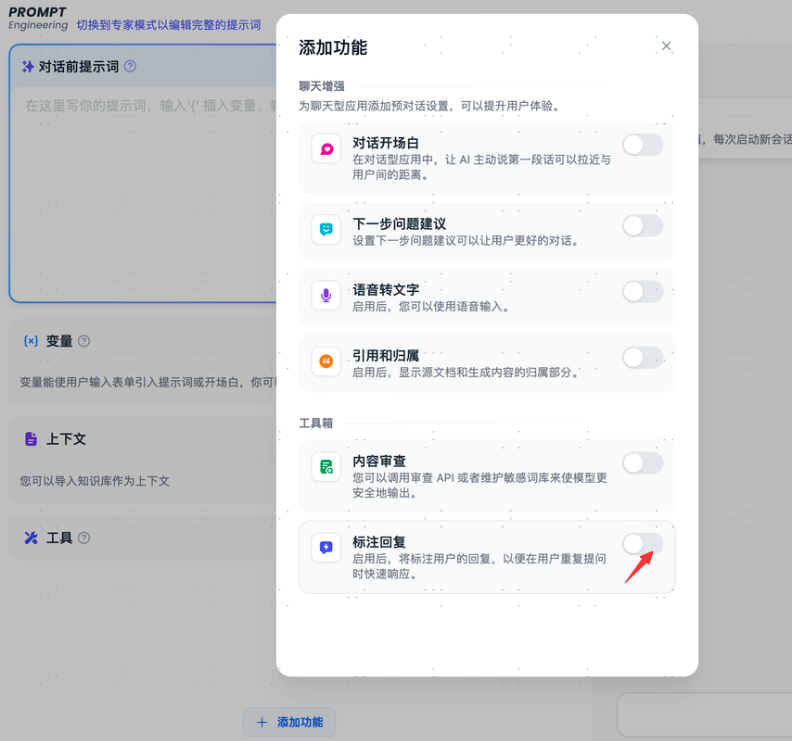 PROMPT
Engineering 切换到专家模式以编辑完整的提示词
对话前提示词
在这里写你的提示词，输入'{' 插入变量、输
变量
变量能使用户输入表单引入提示词或开场白，你可
上下文
您可以导入知识库作为上下文
工具
添加功能
添加功能
聊天增强
为聊天型应用添加预对话设置，可以提升用户体验。
对话开场白
在对话型应用中，让 AI 主动说第一段话可以拉近与
用户间的距离。
下一步问题建议
设置下一步问题建议可以让用户更好的对话。
语音转文字
启用后，您可以使用语音输入。
引用和归属
启用后，显示源文档和生成内容的归属部分。
工具箱
内容审查
您可以调用审查 API 或者维护敏感词库来使模型更
安全地输出。
标注回复
启用后，将标注用户的回复，以便在用户重复提问
时快速响应。
，每次启动新会话